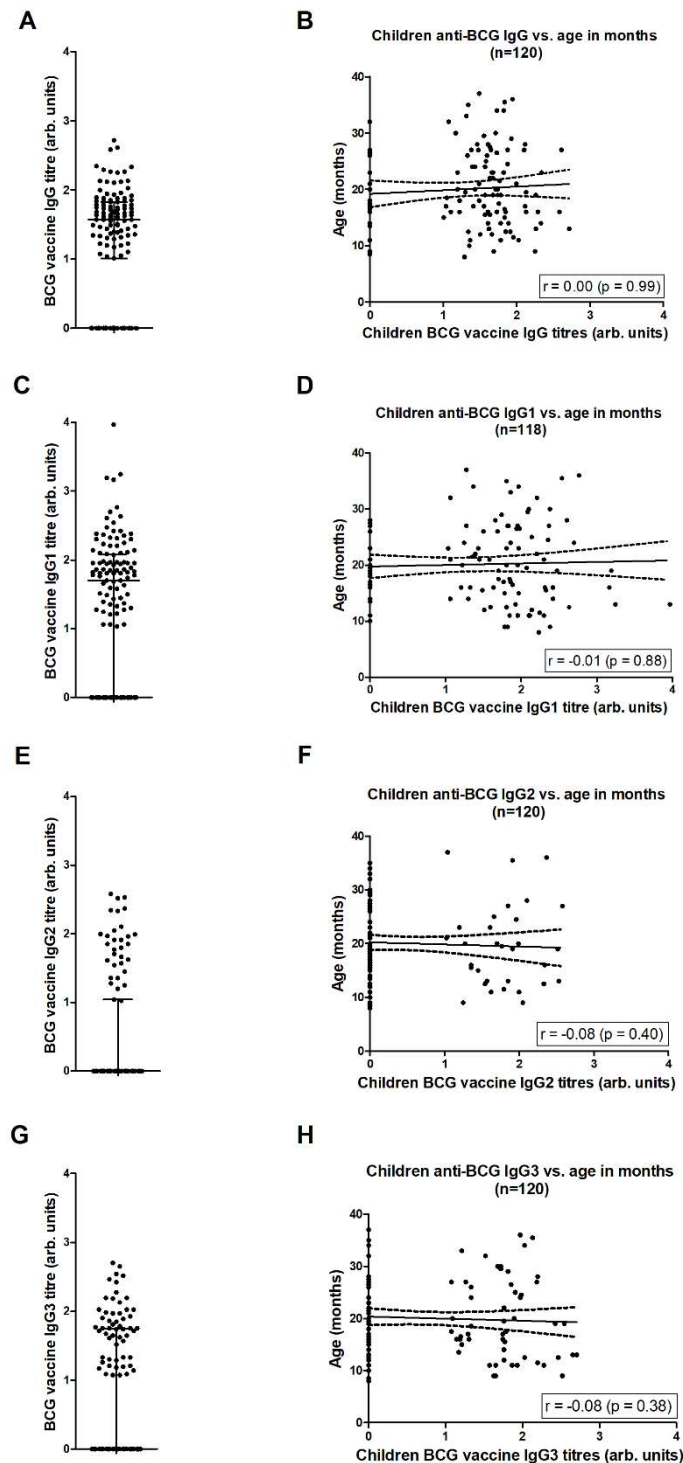 A
BCG vaccine IgG titre (arb. units)
4
3
2
1
0
B
Children anti-BCG IgG vs. age in months
(n=120)
Age (months)
40
30
20
10
0
r = 0.00 (p = 0.99)
0 1 2 3 4
Children BCG vaccine IgG titres (arb. units)
C
BCG vaccine IgG1 titre (arb. units)
4
3
2
1
0
D
Children anti-BCG IgG1 vs. age in months
(n=118)
Age (months)
40
30
20
10
0
r = -0.01 (p = 0.88)
0 1 2 3 4
Children BCG vaccine IgG1 titre (arb. units)
E
BCG vaccine IgG2 titre (arb. units)
4
3
2
1
0
F
Children anti-BCG IgG2 vs. age in months
(n=120)
Age (months)
40
30
20
10
0
r = -0.08 (p = 0.40)
0 1 2 3 4
Children BCG vaccine IgG2 titres (arb. units)
G
BCG vaccine IgG3 titre (arb. units)
4
3
2
1
0
H
Children anti-BCG IgG3 vs. age in months
(n=120)
Age (months)
40
30
20
10
0
r = -0.08 (p = 0.38)
0 1 2 3 4
Children BCG vaccine IgG3 titres (arb. units)